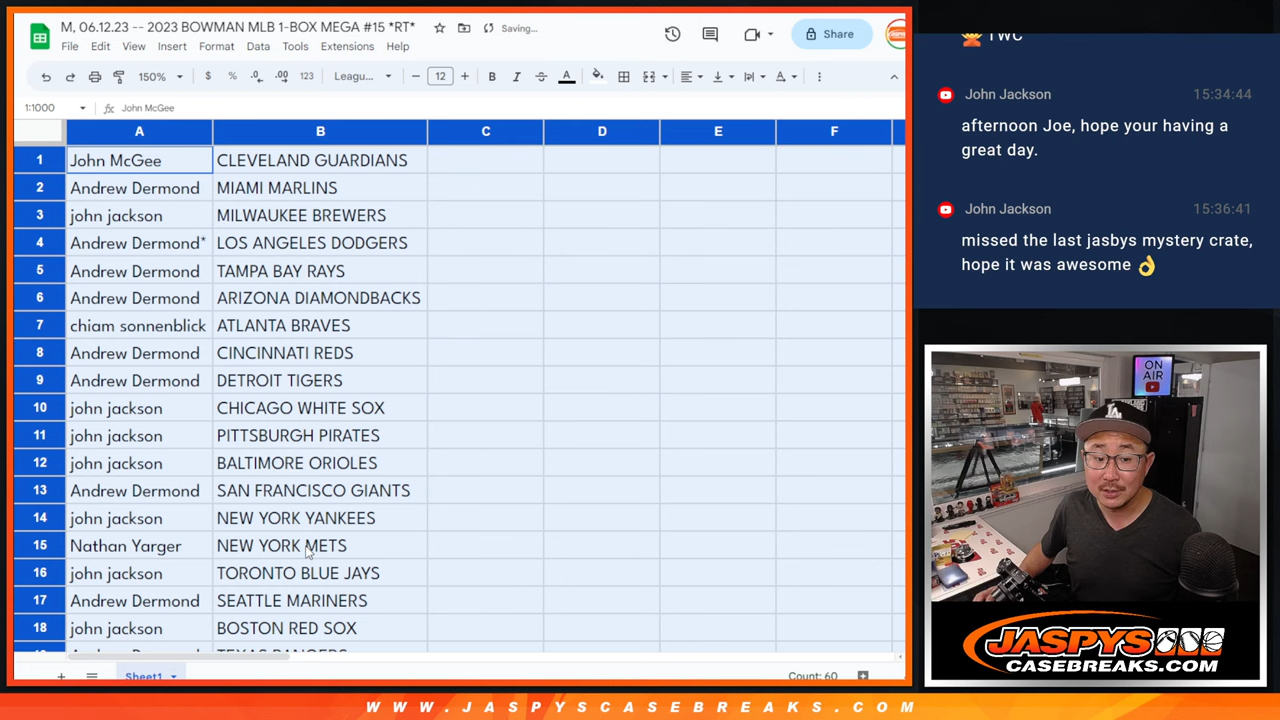 M, 06.12.23 -- 2023 BOWMAN MLB 1-BOX MEGA #15 *RT*
Saving...
File Edit View Insert Format Data Tools Extensions Help
Share
150% $ % .0 .00 123 Leagu... 12 B I A
1:1000 fx John McGee
A B C D E F
1 John McGee CLEVELAND GUARDIANS
2 Andrew Dermond MIAMI MARLINS
3 john jackson MILWAUKEE BREWERS
4 Andrew Dermond* LOS ANGELES DODGERS
5 Andrew Dermond TAMPA BAY RAYS
6 Andrew Dermond ARIZONA DIAMONDBACKS
7 chiam sonnenblick ATLANTA BRAVES
8 Andrew Dermond CINCINNATI REDS
9 Andrew Dermond DETROIT TIGERS
10 john jackson CHICAGO WHITE SOX
11 john jackson PITTSBURGH PIRATES
12 john jackson BALTIMORE ORIOLES
13 Andrew Dermond SAN FRANCISCO GIANTS
14 john jackson NEW YORK YANKEES
15 Nathan Yarger NEW YORK METS
16 john jackson TORONTO BLUE JAYS
17 Andrew Dermond SEATTLE MARINERS
18 john jackson BOSTON RED SOX
Sheet1
Count: 60
TWC
John Jackson 15:34:44
afternoon Joe, hope your having a
great day.
John Jackson 15:36:41
missed the last jasbys mystery crate,
hope it was awesome 👌
ON
AIR
LA
JASPYS
CASEBREAKS.COM
WWW.JASPYSCASEBREAKS.COM